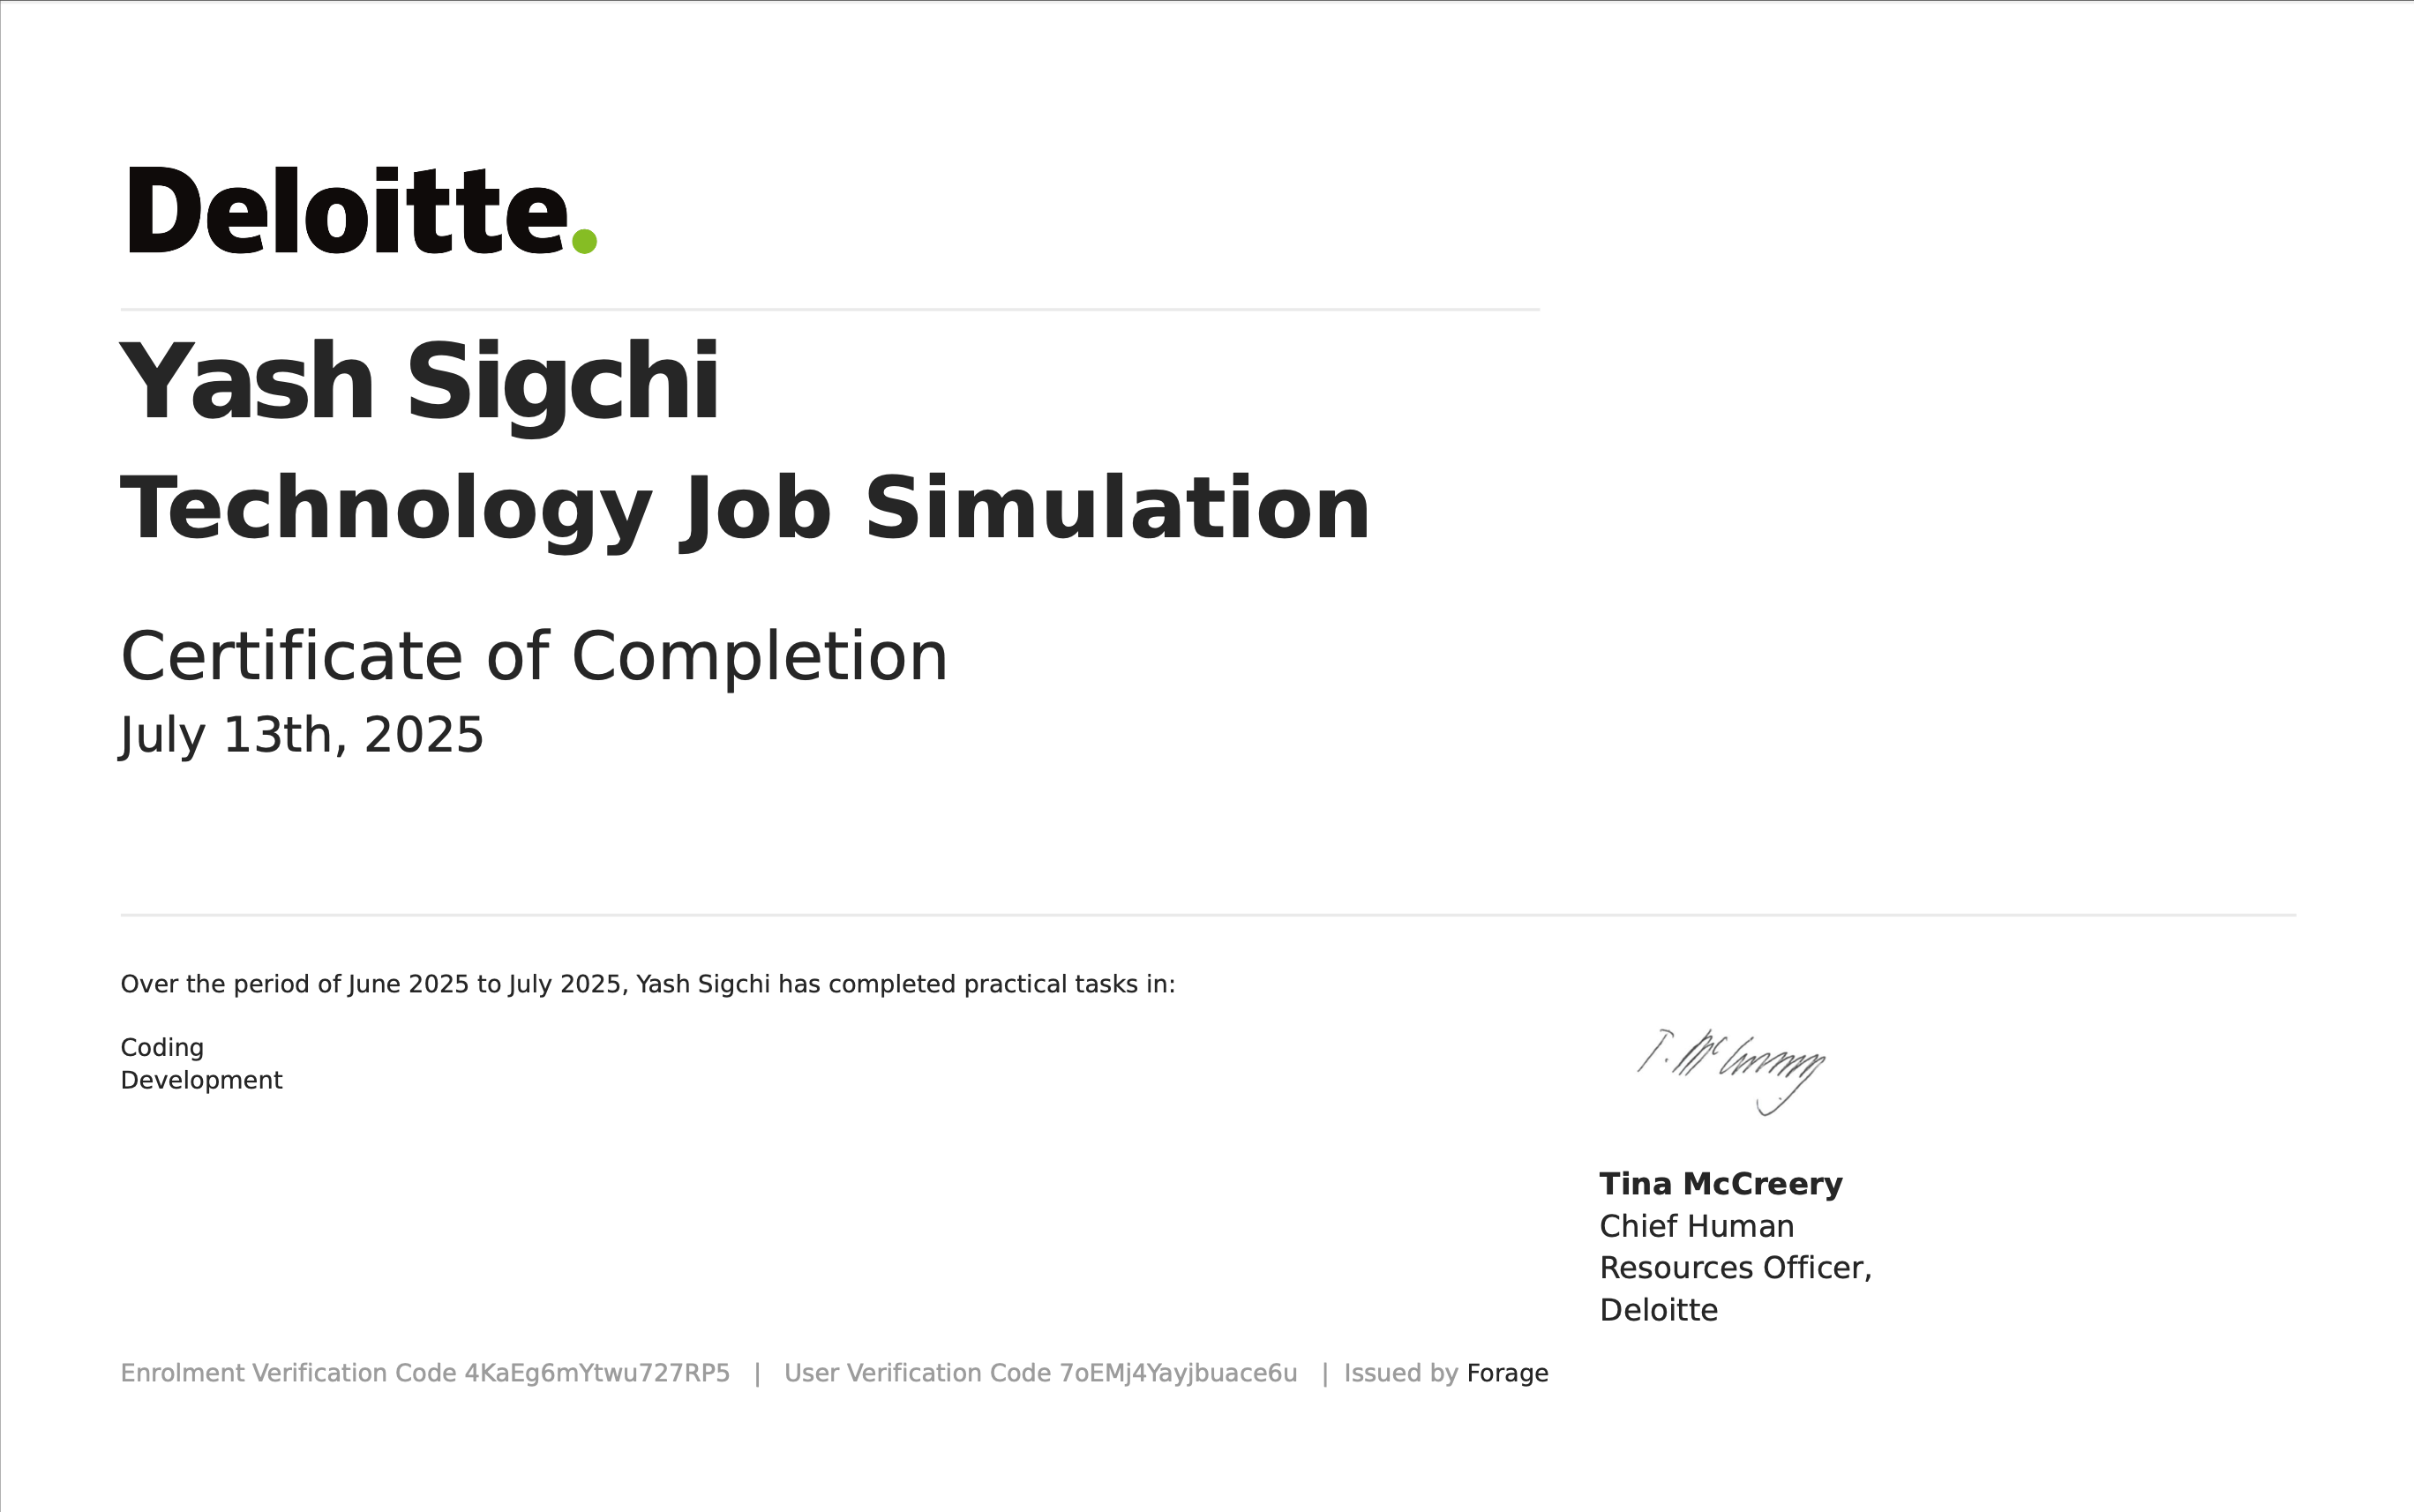 Deloitte.
Yash Sigchi
Technology Job Simulation
Certificate of Completion
July 13th, 2025
Over the period of June 2025 to July 2025, Yash Sigchi has completed practical tasks in:
Coding
Development
Tina McCreery
Chief Human
Resources Officer,
Deloitte
Enrolment Verification Code 4KaEg6mYtwu727RP5 | User Verification Code 7oEMj4Yayjbuace6u | Issued by Forage